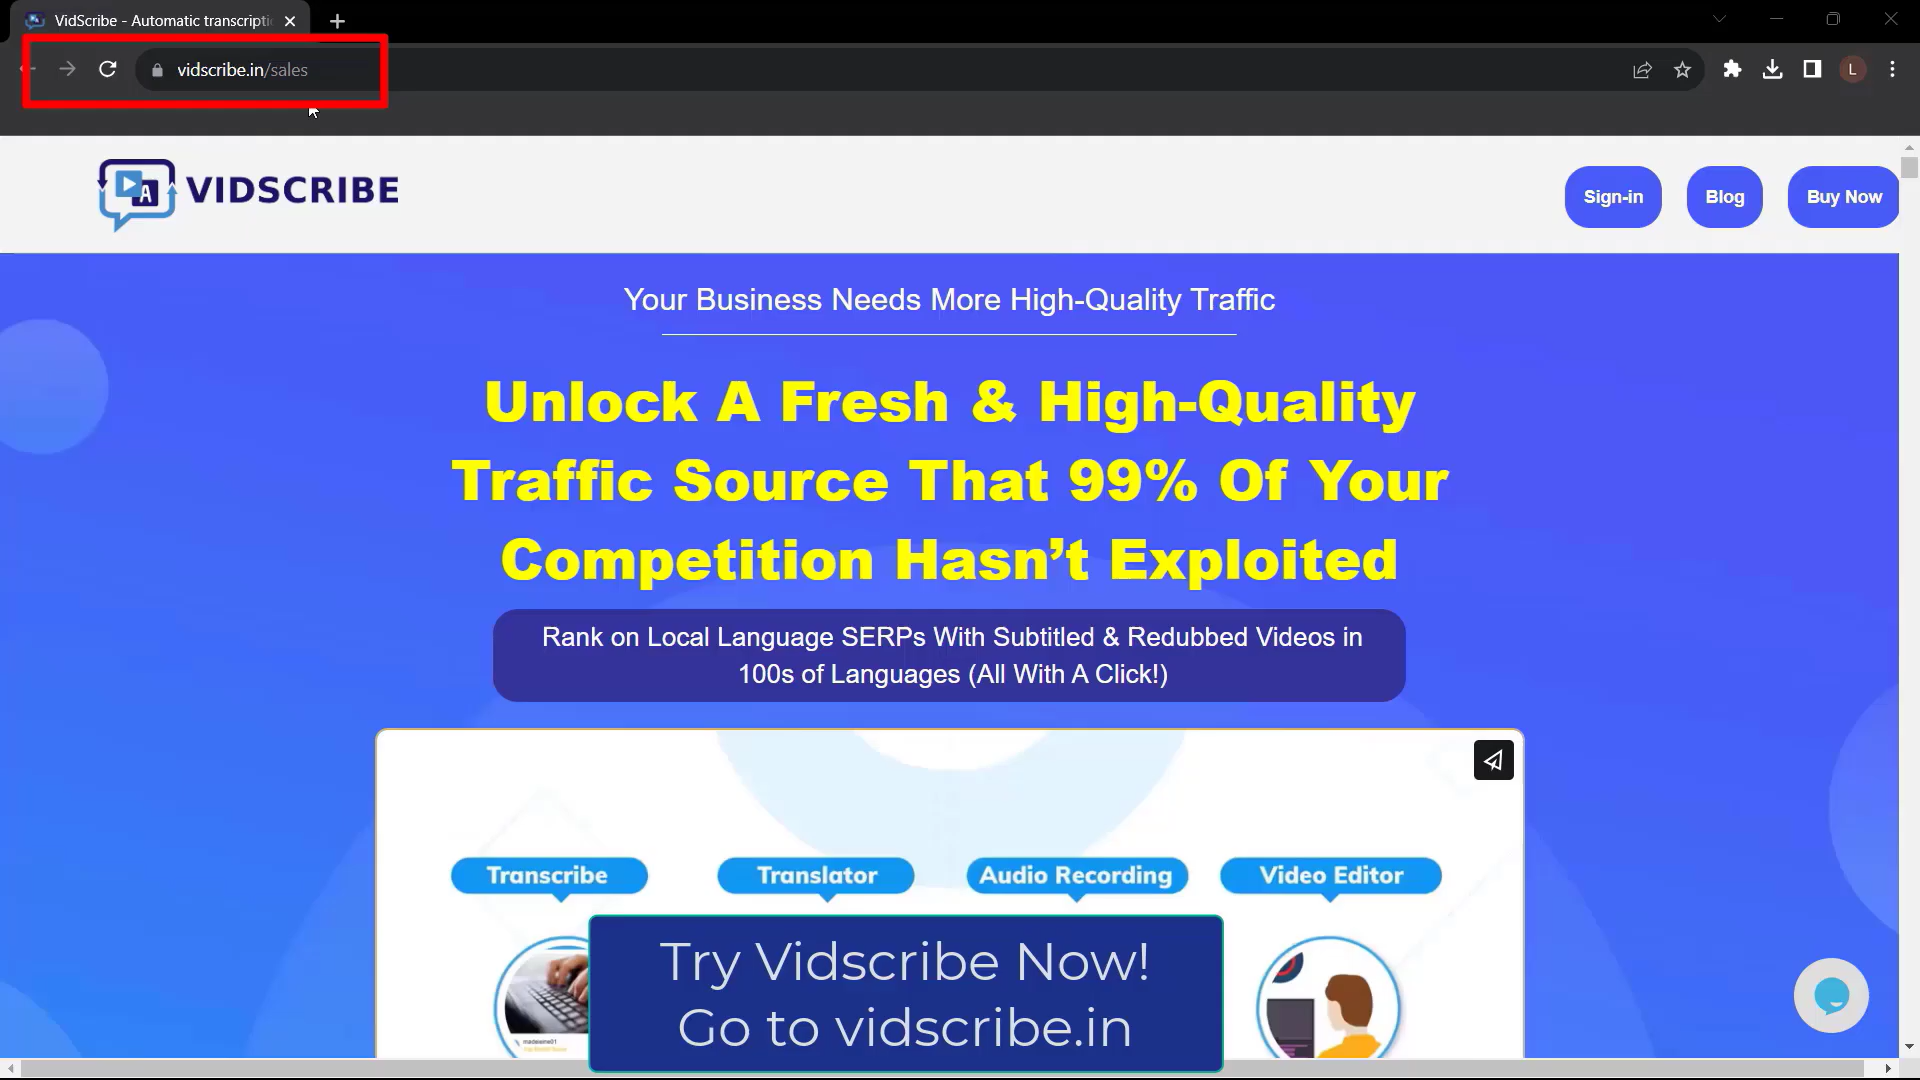 VidScribe - Automatic transcripti
vidscribe.in/sales
L
VIDSCRIBE
A
Sign-in
Blog
Buy Now
Your Business Needs More High-Quality Traffic
Unlock A Fresh & High-Quality
Traffic Source That 99% Of Your
Competition Hasn’t Exploited
Rank on Local Language SERPs With Subtitled & Redubbed Videos in
100s of Languages (All With A Click!)
Transcribe
Translator
Audio Recording
Video Editor
Try Vidscribe Now!
Go to vidscribe.in